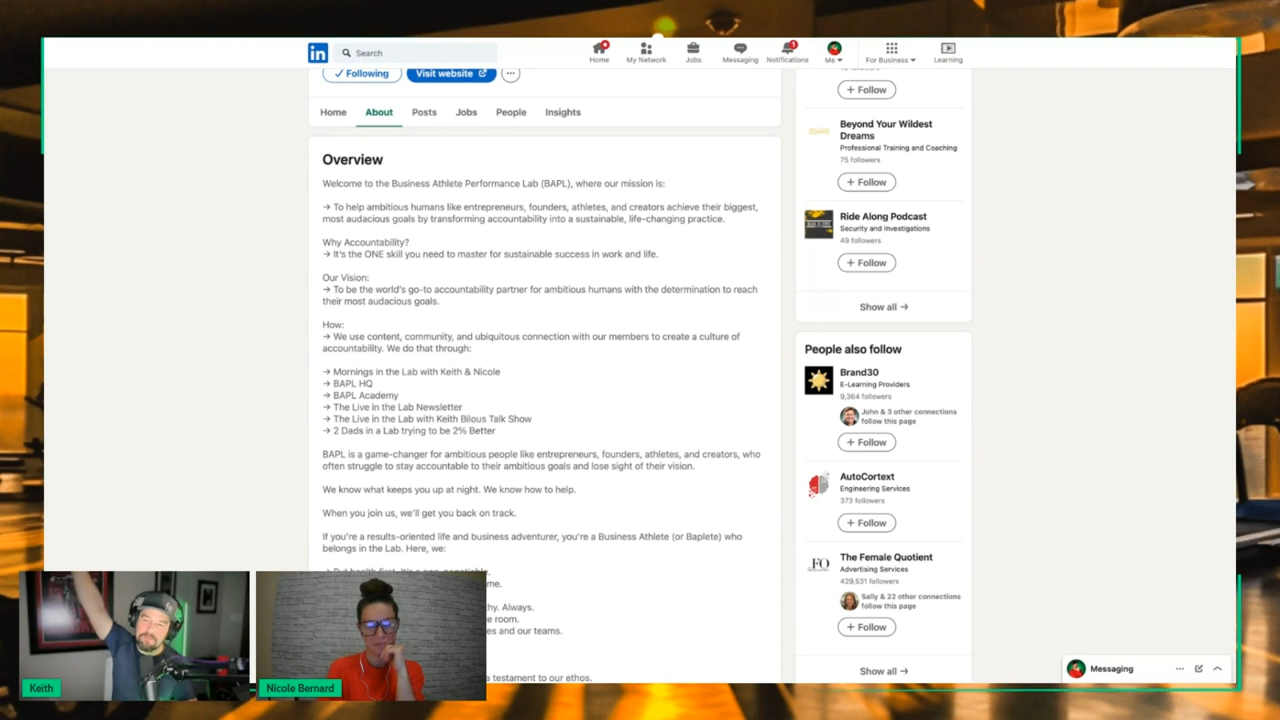 in
Search
Home
My Network
Jobs
Messaging
1
Notifications
Me
For Business
Learning
Following
Visit website
Home
About
Posts
Jobs
People
Insights
Overview
Welcome to the Business Athlete Performance Lab (BAPL), where our mission is:
→ To help ambitious humans like entrepreneurs, founders, athletes, and creators achieve their biggest,
most audacious goals by transforming accountability into a sustainable, life-changing practice.
Why Accountability?
→ It's the ONE skill you need to master for sustainable success in work and life.
Our Vision:
→ To be the world's go-to accountability partner for ambitious humans with the determination to reach
their most audacious goals.
How:
→ We use content, community, and ubiquitous connection with our members to create a culture of
accountability. We do that through:
→ Mornings in the Lab with Keith & Nicole
→ BAPL HQ
→ BAPL Academy
→ The Live in the Lab Newsletter
→ The Live in the Lab with Keith Bilous Talk Show
→ 2 Dads in a Lab trying to be 2% Better
BAPL is a game-changer for ambitious people like entrepreneurs, founders, athletes, and creators, who
often struggle to stay accountable to their ambitious goals and lose sight of their vision.
We know what keeps you up at night. We know how to help.
When you join us, we'll get you back on track.
If you're a results-oriented life and business adventurer, you're a Business Athlete (or Baplete) who
belongs in the Lab. Here, we:
me.
hy. Always.
e room.
es and our teams.
a testament to our ethos.
+ Follow
Beyond Your Wildest
Dreams
Professional Training and Coaching
75 followers
+ Follow
Ride Along Podcast
Security and Investigations
49 followers
+ Follow
Show all →
People also follow
Brand30
E-Learning Providers
9,364 followers
John & 3 other connections
follow this page
+ Follow
AutoCortext
Engineering Services
373 followers
+ Follow
FQ
The Female Quotient
Advertising Services
429,531 followers
Sally & 22 other connections
follow this page
+ Follow
Show all →
Messaging
Keith
Nicole Bernard